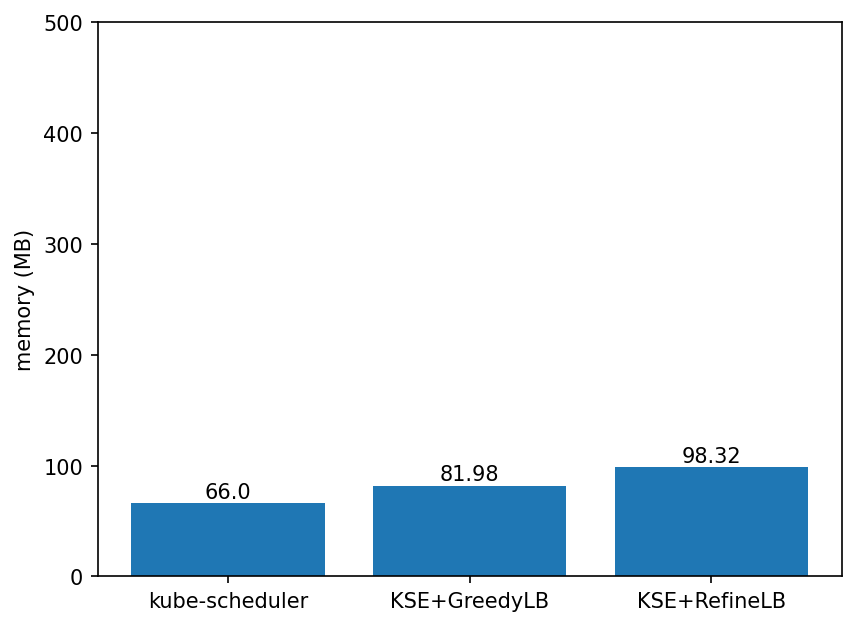 500
400
300
200
100
0
memory (MB)
66.0
81.98
98.32
kube-scheduler
KSE+GreedyLB
KSE+RefineLB